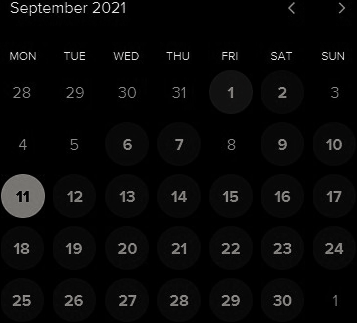 September 2021
MON TUE WED THU FRI SAT SUN
28 29 30 31 1 2 3
4 5 6 7 8 9 10
11 12 13 14 15 16 17
18 19 20 21 22 23 24
25 26 27 28 29 30 1